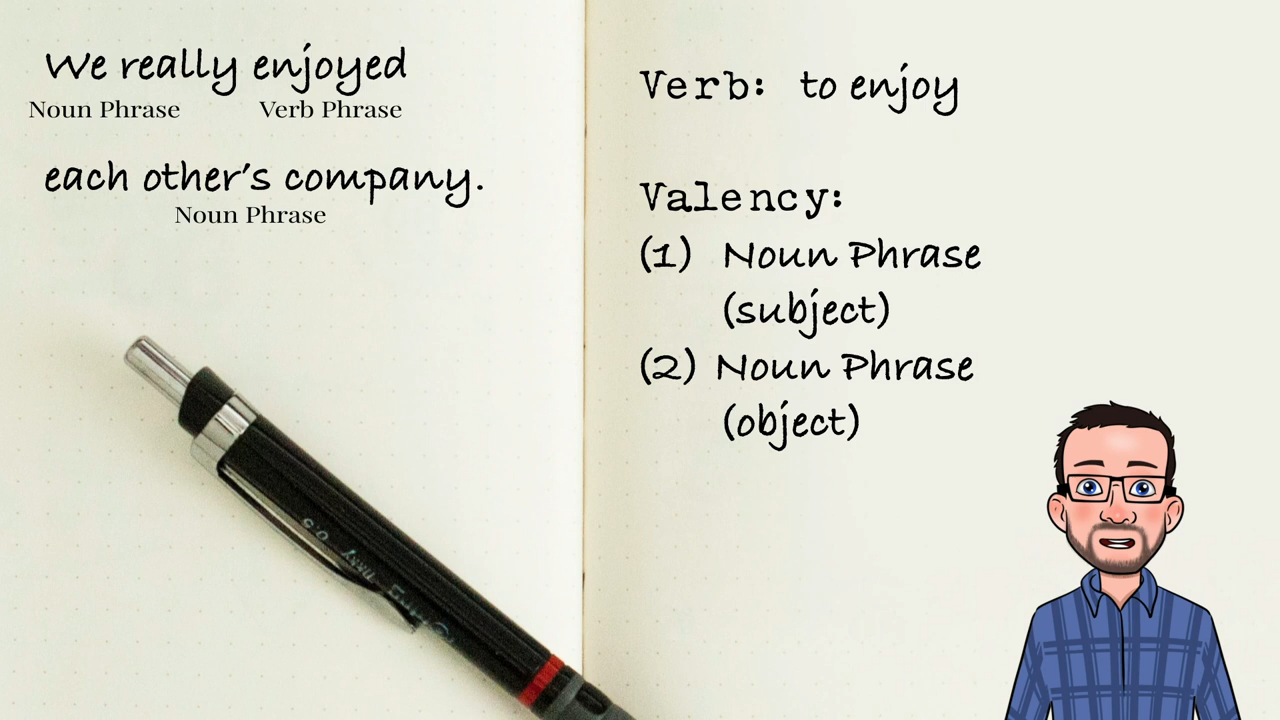 We really enjoyed
Noun Phrase Verb Phrase
each other's company.
Noun Phrase
Verb: to enjoy
Valency:
(1) Noun Phrase
(subject)
(2) Noun Phrase
(object)